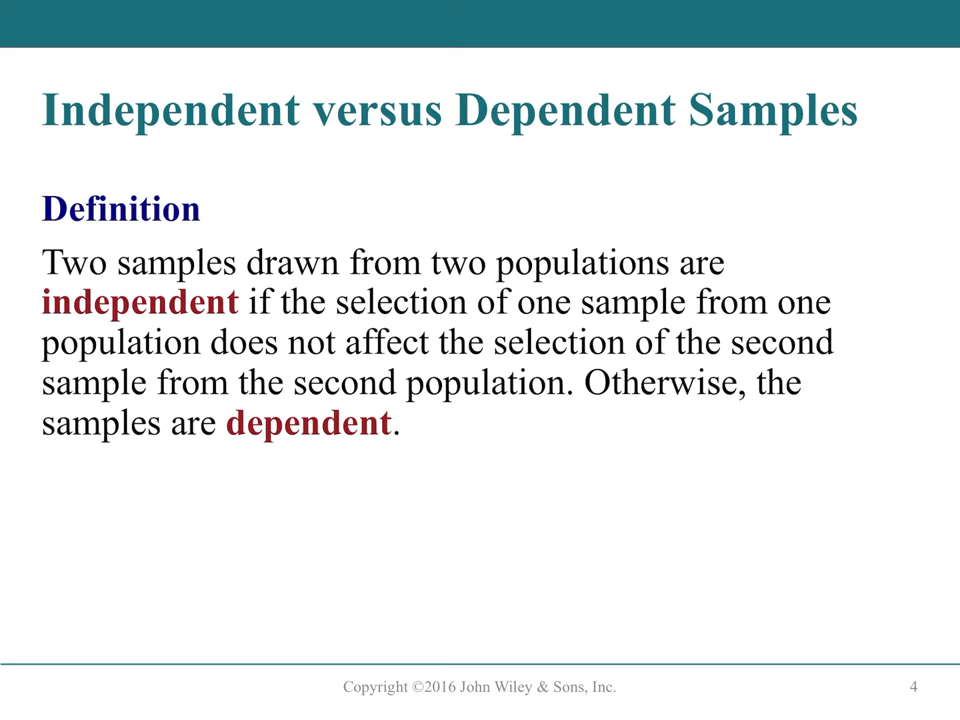 Independent versus Dependent Samples
Definition
Two samples drawn from two populations are
independent if the selection of one sample from one
population does not affect the selection of the second
sample from the second population. Otherwise, the
samples are dependent.
Copyright ©2016 John Wiley & Sons, Inc.
4